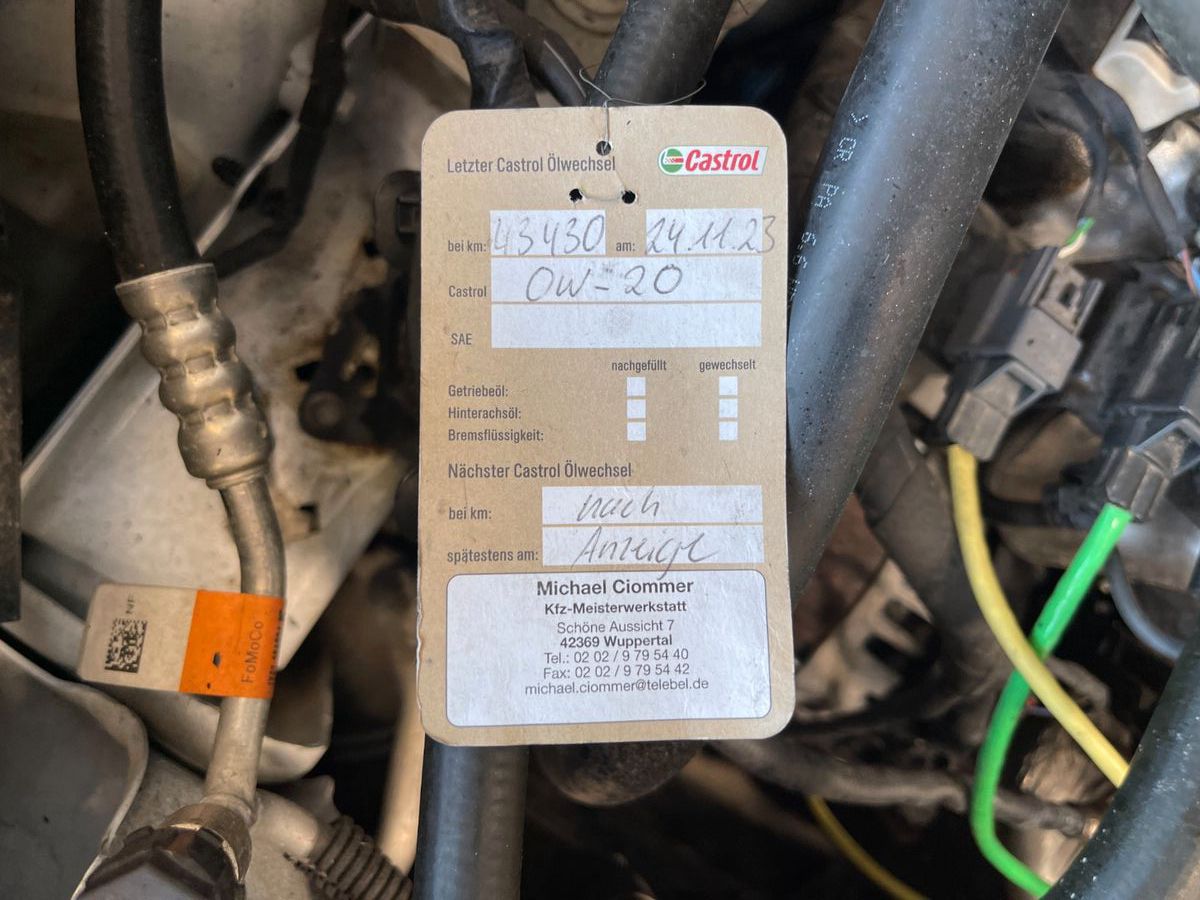 Letzter Castrol Ölwechsel
Castrol
bei km: 43430 am: 24.11.23
Castrol 0W-20
SAE
nachgefüllt gewechselt
Getriebeöl:
Hinterachsöl:
Bremsflüssigkeit:
Nächster Castrol Ölwechsel
bei km: nach
spätestens am: Anzeige
Michael Ciommer
Kfz-Meisterwerkstatt
Schöne Aussicht 7
42369 Wuppertal
Tel.: 02 02 / 9 79 54 40
Fax: 02 02 / 9 79 54 42
michael.ciommer@telebel.de
FoMoCo